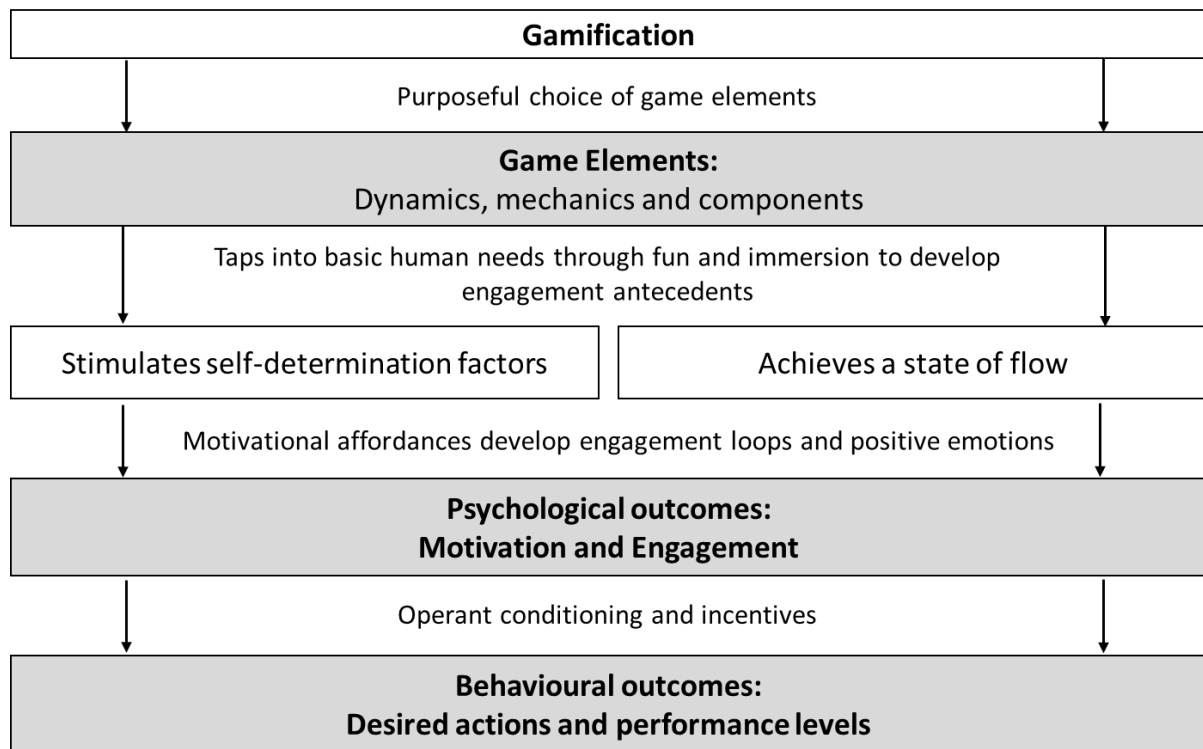 Gamification
Purposeful choice of game elements
Game Elements:
Dynamics, mechanics and components
Taps into basic human needs through fun and immersion to develop
engagement antecedents
Stimulates self-determination factors
Achieves a state of flow
Motivational affordances develop engagement loops and positive emotions
Psychological outcomes:
Motivation and Engagement
Operant conditioning and incentives
Behavioural outcomes:
Desired actions and performance levels